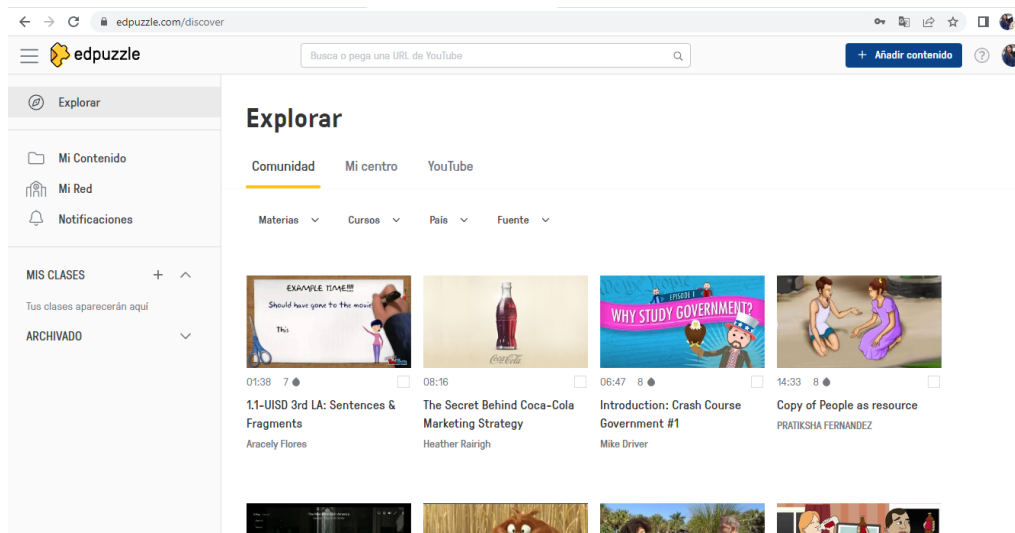 edpuzzle.com/discover
edpuzzle
Busca o pega una URL de YouTube
+ Añadir contenido
?
Explorar
Mi Contenido
Mi Red
Notificaciones
MIS CLASES
Tus clases aparecerán aquí
ARCHIVADO
Explorar
Comunidad Mi centro YouTube
Materias Cursos País Fuente
EXAMPLE TIME!!!
Should have gone to the movie
This
Coca-Cola
EPISODE 1
WHY STUDY GOVERNMENT?
01:38 7
08:16
06:47 8
14:33 8
1.1-UISD 3rd LA: Sentences &
Fragments
Aracely Flores
The Secret Behind Coca-Cola
Marketing Strategy
Heather Rairigh
Introduction: Crash Course
Government #1
Mike Driver
Copy of People as resource
PRATIKSHA FERNANDEZ